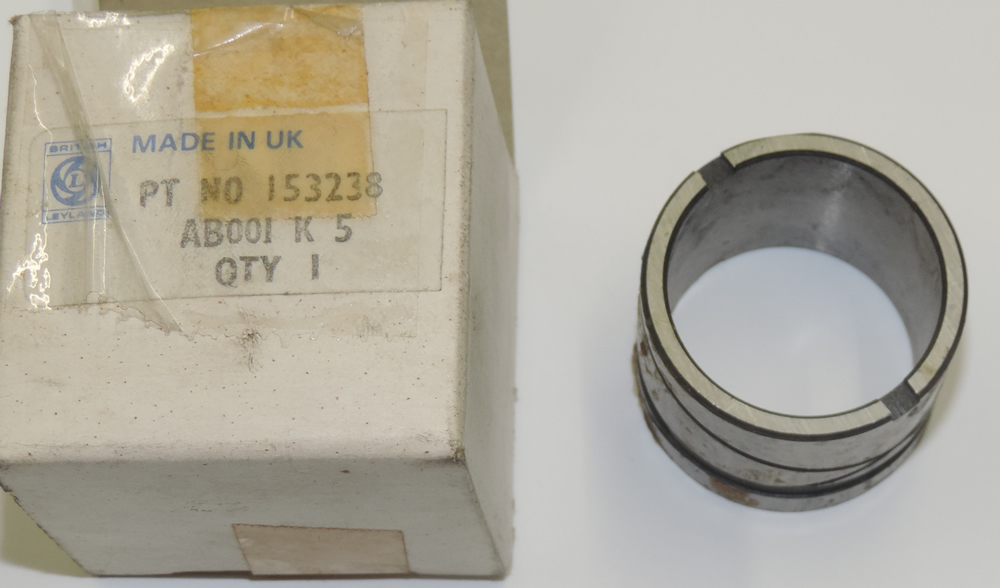 MADE IN UK
BRITISH
L
LEYLAND
PT NO 153238
AB001 K 5
QTY 1